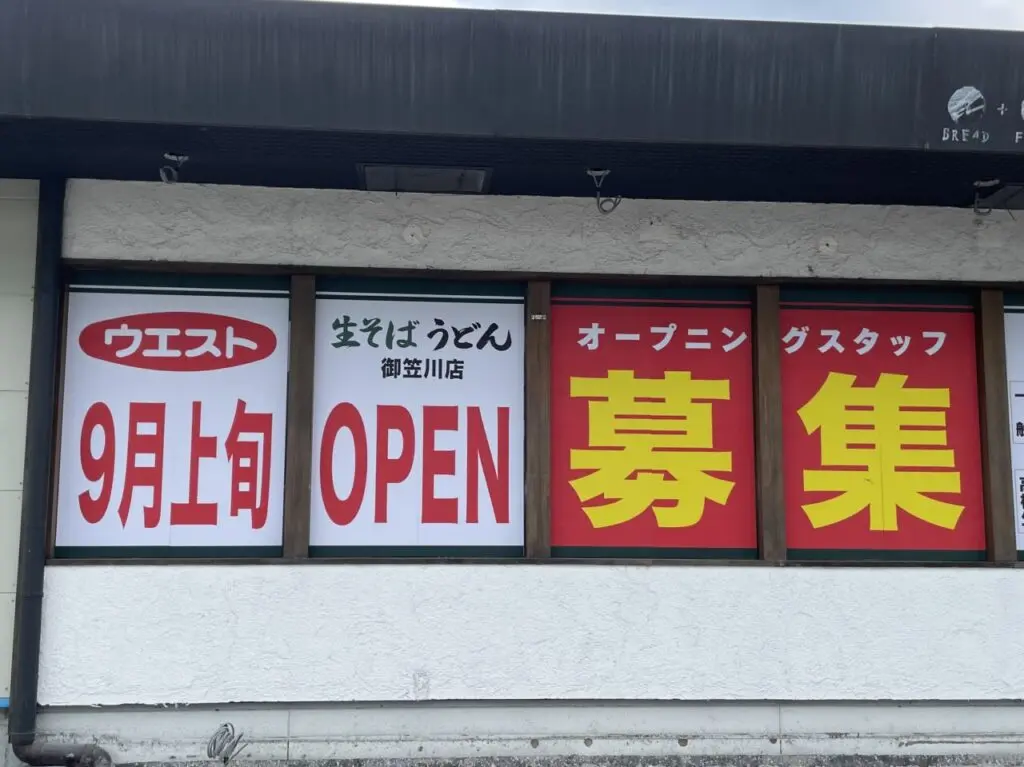 BREAD
ウエスト
9月上旬
生そば うどん
御笠川店
OPEN
オープニングスタッフ
募集